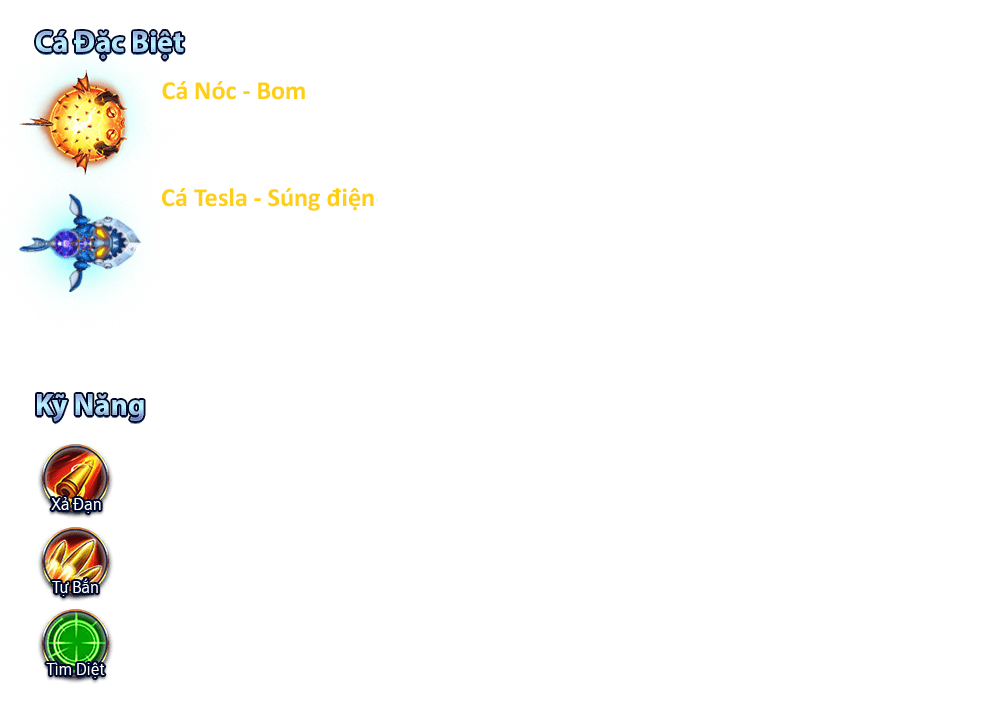 Cá Đặc Biệt
Cá Nóc - Bom
Cá Tesla - Súng điện
Kỹ Năng
Xả Đạn
Tự Bắn
Tìm Diệt